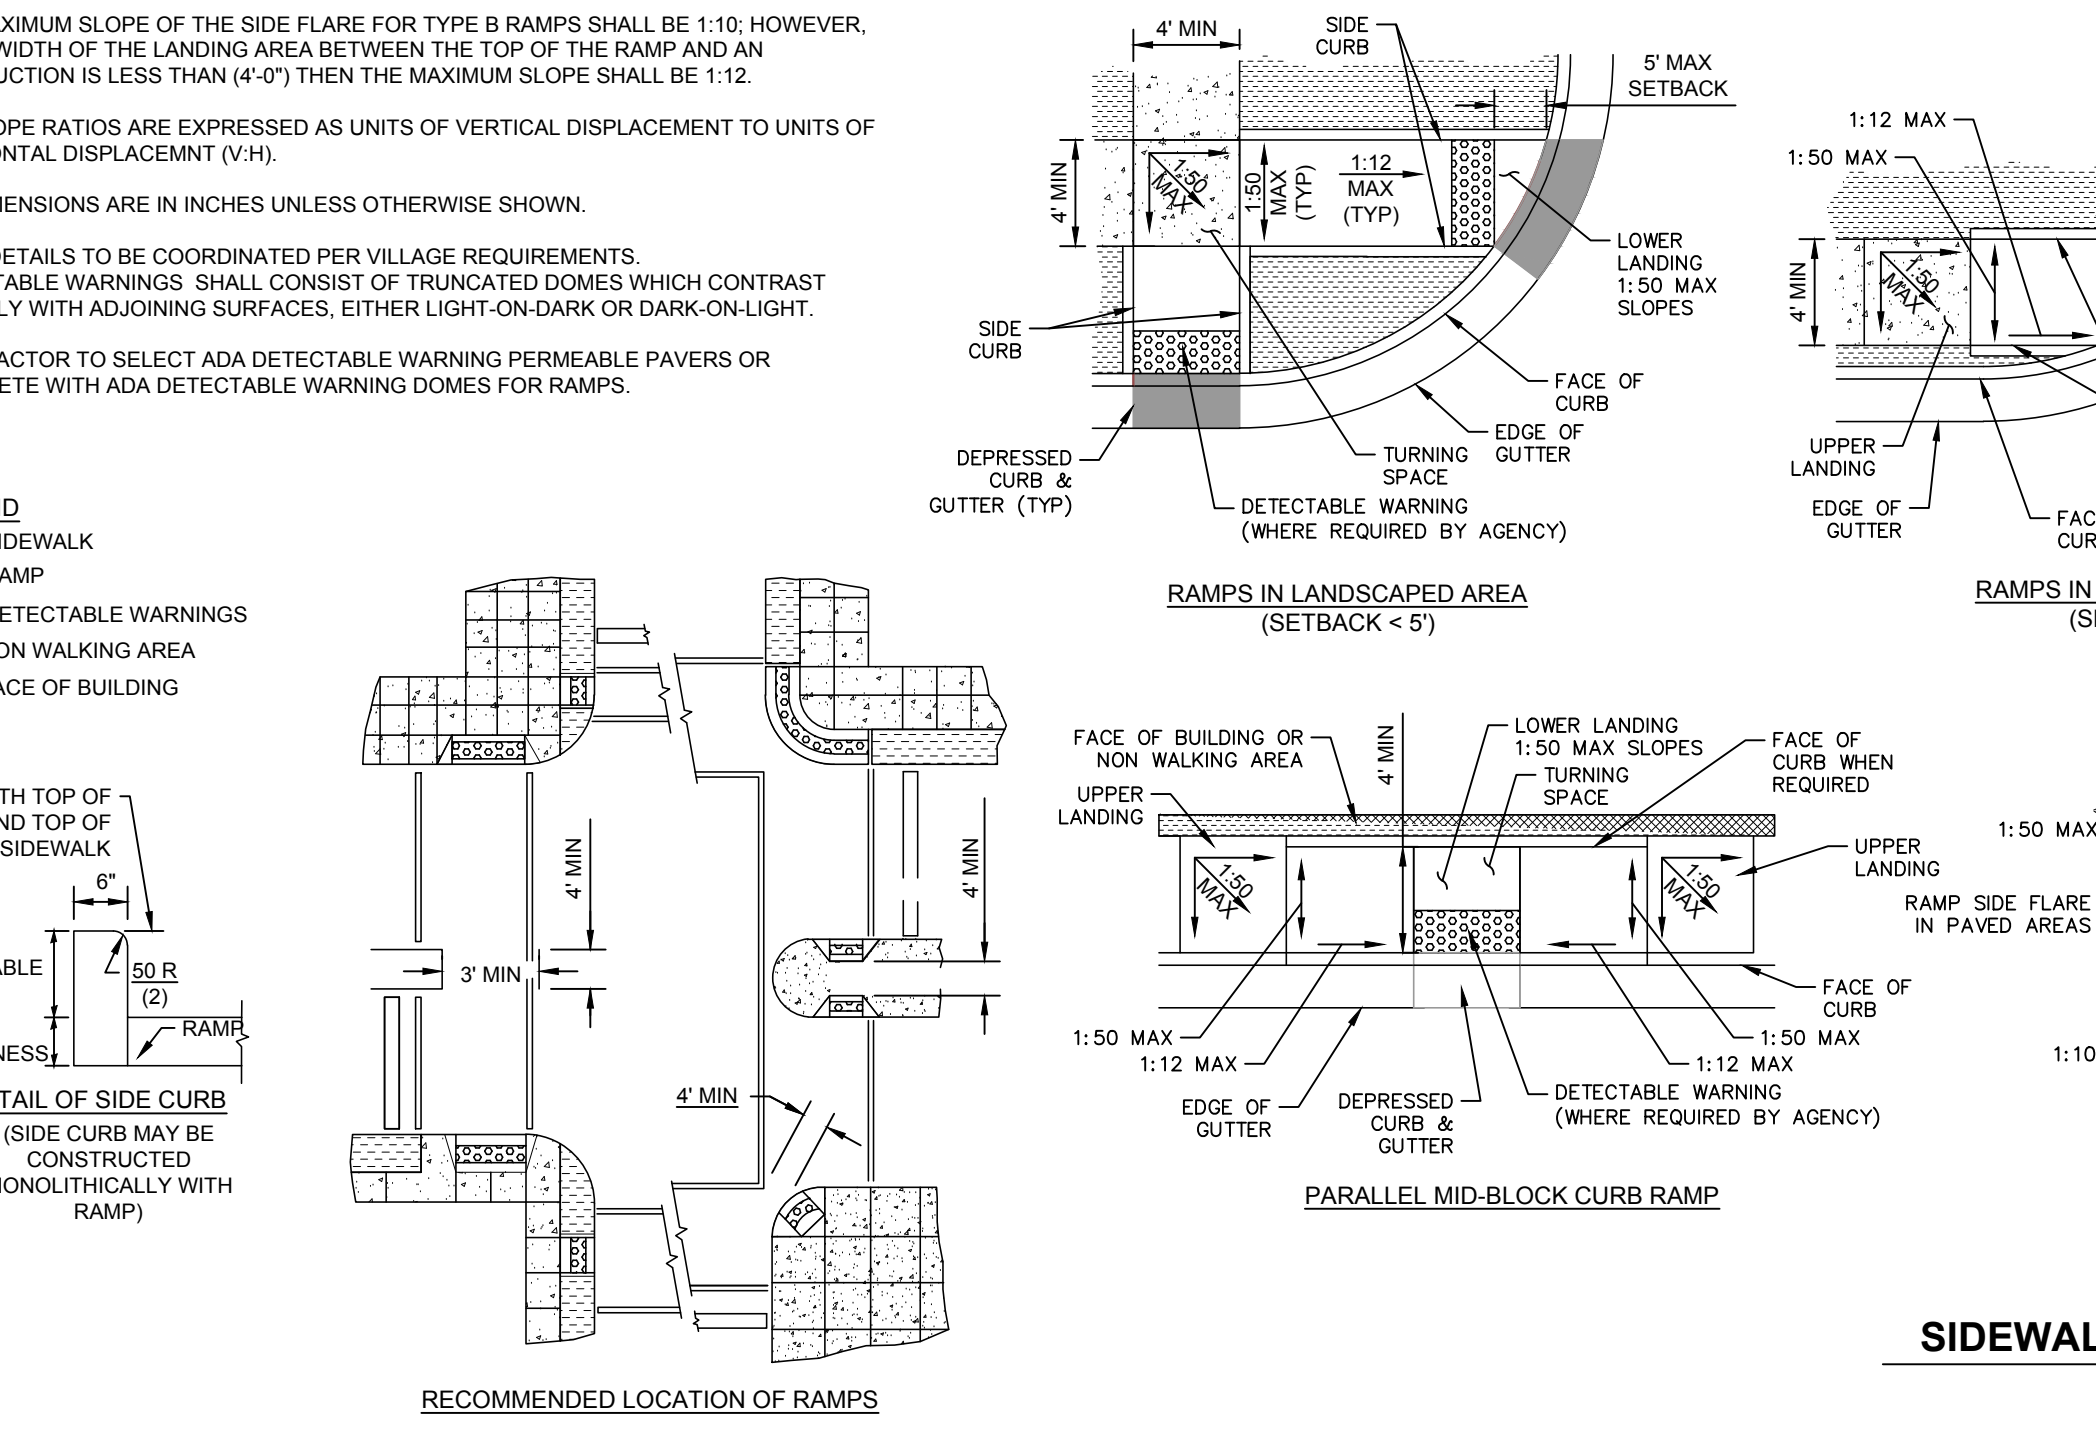 XIMUM SLOPE OF THE SIDE FLARE FOR TYPE B RAMPS SHALL BE 1:10; HOWEVER,
WIDTH OF THE LANDING AREA BETWEEN THE TOP OF THE RAMP AND AN
UCTION IS LESS THAN (4'-0") THEN THE MAXIMUM SLOPE SHALL BE 1:12.
OPE RATIOS ARE EXPRESSED AS UNITS OF VERTICAL DISPLACEMENT TO UNITS OF
ONTAL DISPLACEMNT (V:H).
MENSIONS ARE IN INCHES UNLESS OTHERWISE SHOWN.
DETAILS TO BE COORDINATED PER VILLAGE REQUIREMENTS.
TABLE WARNINGS SHALL CONSIST OF TRUNCATED DOMES WHICH CONTRAST
LY WITH ADJOINING SURFACES, EITHER LIGHT-ON-DARK OR DARK-ON-LIGHT.
ACTOR TO SELECT ADA DETECTABLE WARNING PERMEABLE PAVERS OR
ETE WITH ADA DETECTABLE WARNING DOMES FOR RAMPS.
ND
IDEWALK
AMP
DETECTABLE WARNINGS
ON WALKING AREA
ACE OF BUILDING
TH TOP OF
ND TOP OF
SIDEWALK
6"
ABLE
50 R
(2)
RAMP
NESS
TAIL OF SIDE CURB
(SIDE CURB MAY BE
CONSTRUCTED
MONOLITHICALLY WITH
RAMP)
4' MIN
3' MIN
4' MIN
4' MIN
RECOMMENDED LOCATION OF RAMPS
4' MIN
SIDE
CURB
5' MAX
SETBACK
4' MIN
1:50
MAX
1:50
MAX
(TYP)
1:12
MAX
(TYP)
LOWER
LANDING
1:50 MAX
SLOPES
SIDE
CURB
FACE OF
CURB
EDGE OF
GUTTER
DEPRESSED
CURB &
GUTTER (TYP)
TURNING
SPACE
DETECTABLE WARNING
(WHERE REQUIRED BY AGENCY)
RAMPS IN LANDSCAPED AREA
(SETBACK < 5')
1:12 MAX
1:50 MAX
4' MIN
1:50
MAX
UPPER
LANDING
EDGE OF
GUTTER
FAC
CUR
RAMPS IN
(SE
FACE OF BUILDING OR
NON WALKING AREA
UPPER
LANDING
4' MIN
LOWER LANDING
1:50 MAX SLOPES
TURNING
SPACE
FACE OF
CURB WHEN
REQUIRED
UPPER
LANDING
1:50
MAX
1:50
MAX
FACE OF
CURB
1:50 MAX
1:12 MAX
1:50 MAX
1:12 MAX
EDGE OF
GUTTER
DEPRESSED
CURB &
GUTTER
DETECTABLE WARNING
(WHERE REQUIRED BY AGENCY)
PARALLEL MID-BLOCK CURB RAMP
1:50 MAX
RAMP SIDE FLARE
IN PAVED AREAS
1:10
SIDEWAL